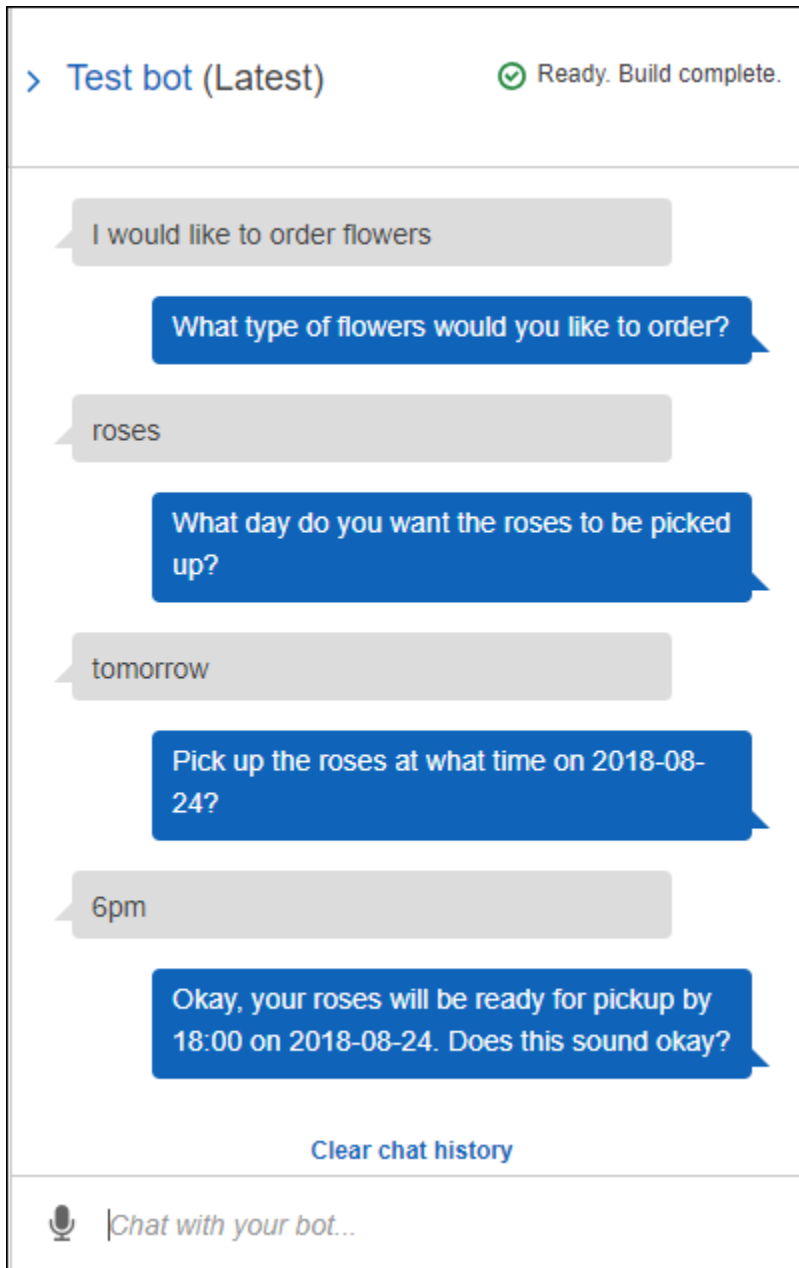 Test bot (Latest)
Ready. Build complete.
I would like to order flowers
What type of flowers would you like to order?
roses
What day do you want the roses to be picked
up?
tomorrow
Pick up the roses at what time on 2018-08-
24?
6pm
Okay, your roses will be ready for pickup by
18:00 on 2018-08-24. Does this sound okay?
Clear chat history
Chat with your bot...